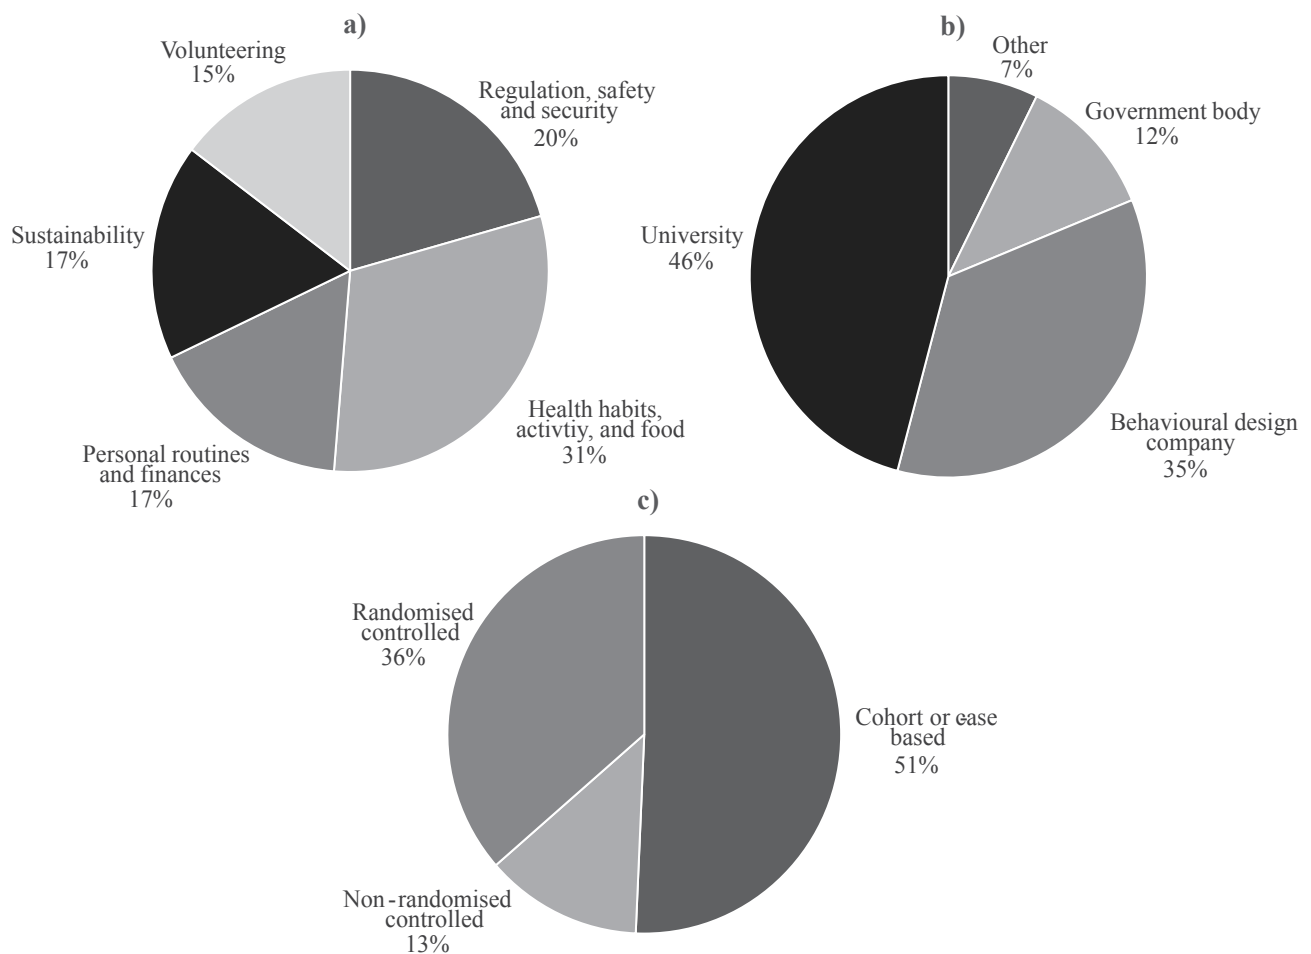 a)
Volunteering
15%
Regulation, safety
and security
20%
Sustainability
17%
Health habits,
activtiy, and food
31%
Personal routines
and finances
17%
b)
Other
7%
Government body
12%
University
46%
Behavioural design
company
35%
c)
Randomised
controlled
36%
Cohort or case
based
51%
Non-randomised
controlled
13%